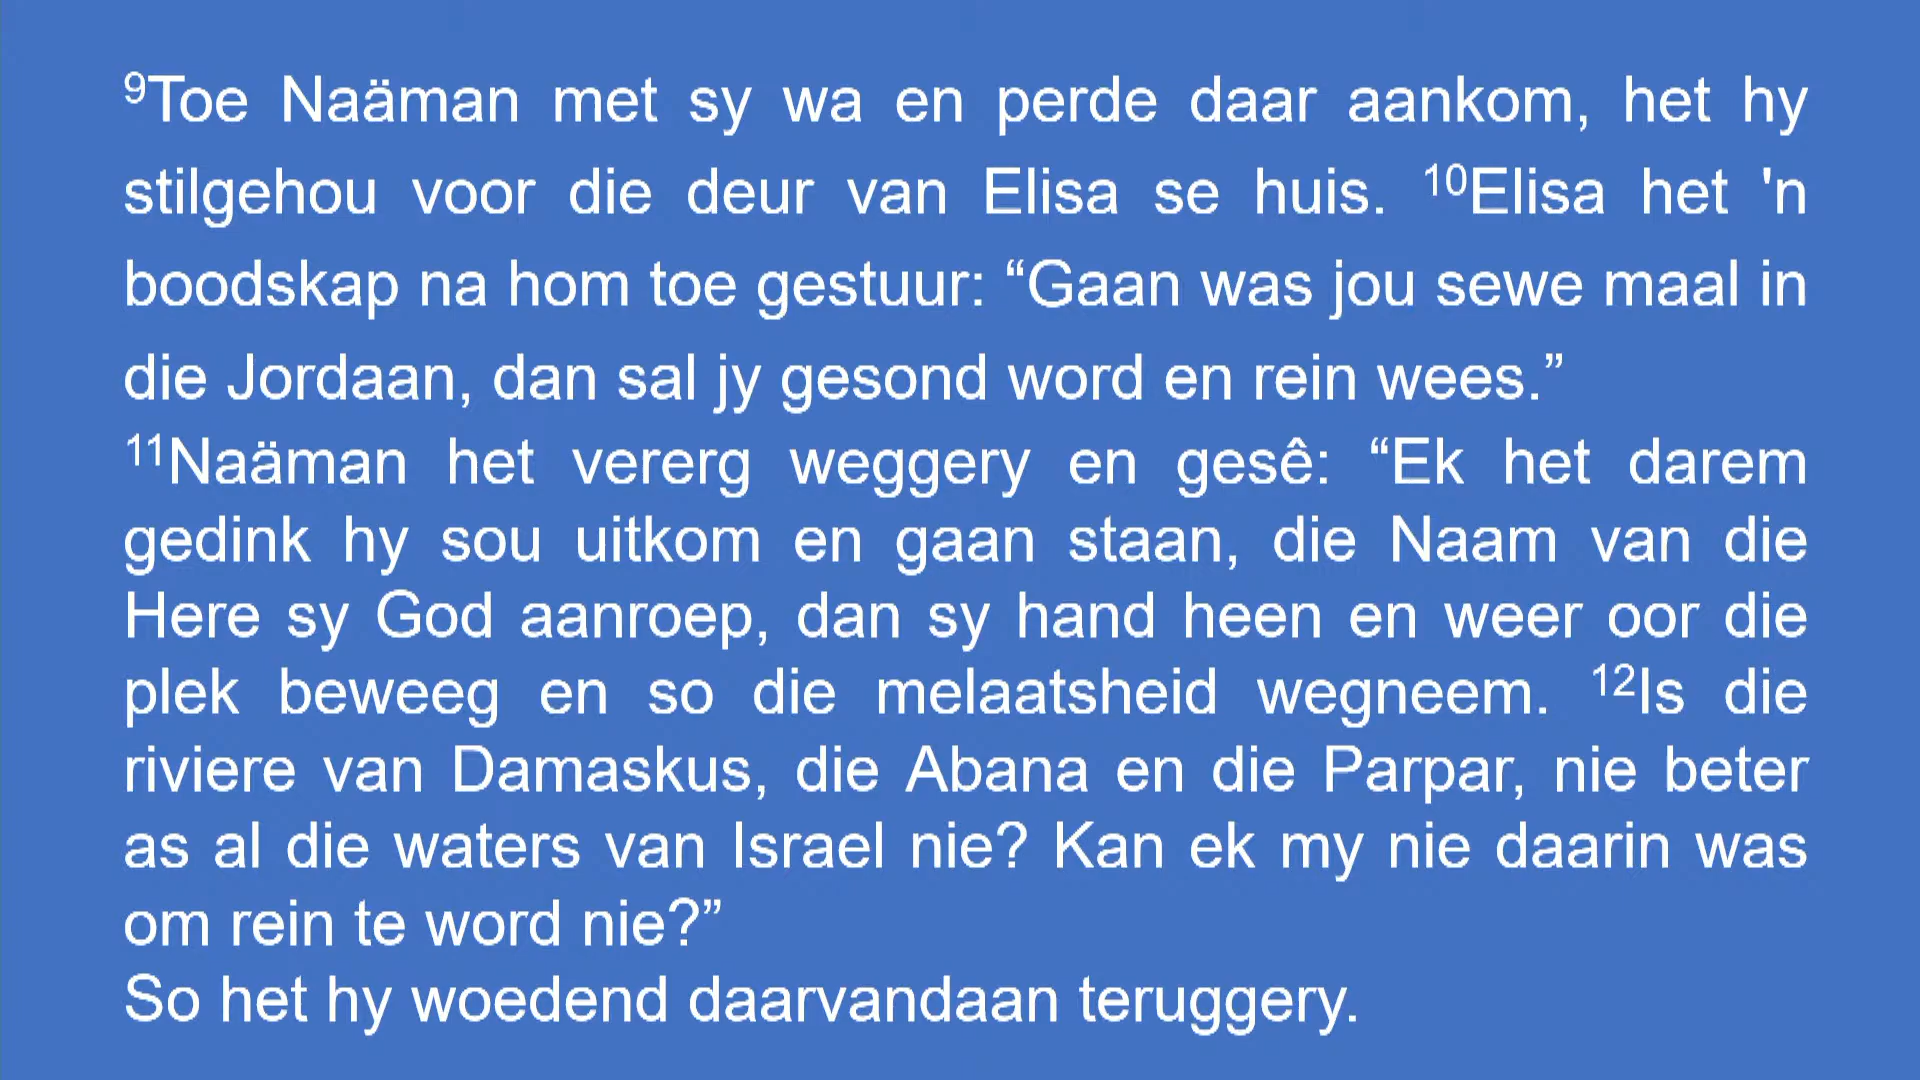 ⁹Toe Naäman met sy wa en perde daar aankom, het hy
stilgehou voor die deur van Elisa se huis. ¹⁰Elisa het 'n
boodskap na hom toe gestuur: “Gaan was jou sewe maal in
die Jordaan, dan sal jy gesond word en rein wees.”
¹¹Naäman het vererg weggery en gesê: “Ek het darem
gedink hy sou uitkom en gaan staan, die Naam van die
Here sy God aanroep, dan sy hand heen en weer oor die
plek beweeg en so die melaatsheid wegneem. ¹²Is die
riviere van Damaskus, die Abana en die Parpar, nie beter
as al die waters van Israel nie? Kan ek my nie daarin was
om rein te word nie?”
So het hy woedend daarvandaan teruggery.